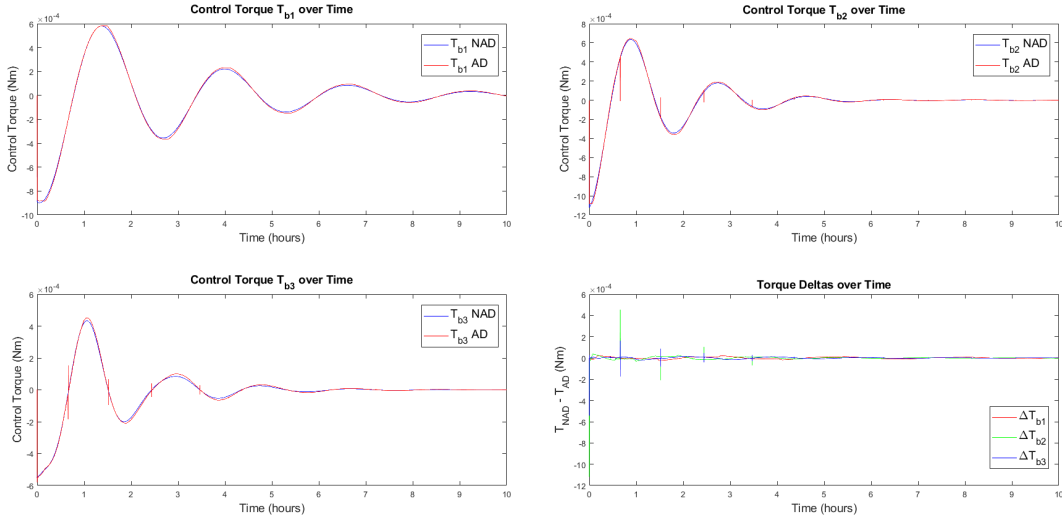 Control Torque T_b1 over Time
×10^-4
6
4
2
0
-2
-4
-6
-8
-10
Control Torque (Nm)
0 1 2 3 4 5 6 7 8 9 10
Time (hours)
T_b1 NAD
T_b1 AD
Control Torque T_b2 over Time
×10^-4
8
6
4
2
0
-2
-4
-6
-8
-10
-12
Control Torque (Nm)
0 1 2 3 4 5 6 7 8 9 10
Time (hours)
T_b2 NAD
T_b2 AD
Control Torque T_b3 over Time
×10^-4
6
4
2
0
-2
-4
-6
Control Torque (Nm)
0 1 2 3 4 5 6 7 8 9 10
Time (hours)
T_b3 NAD
T_b3 AD
Torque Deltas over Time
×10^-4
6
4
2
0
-2
-4
-6
-8
-10
-12
T_NAD - T_AD (Nm)
0 1 2 3 4 5 6 7 8 9 10
Time (hours)
ΔT_b1
ΔT_b2
ΔT_b3